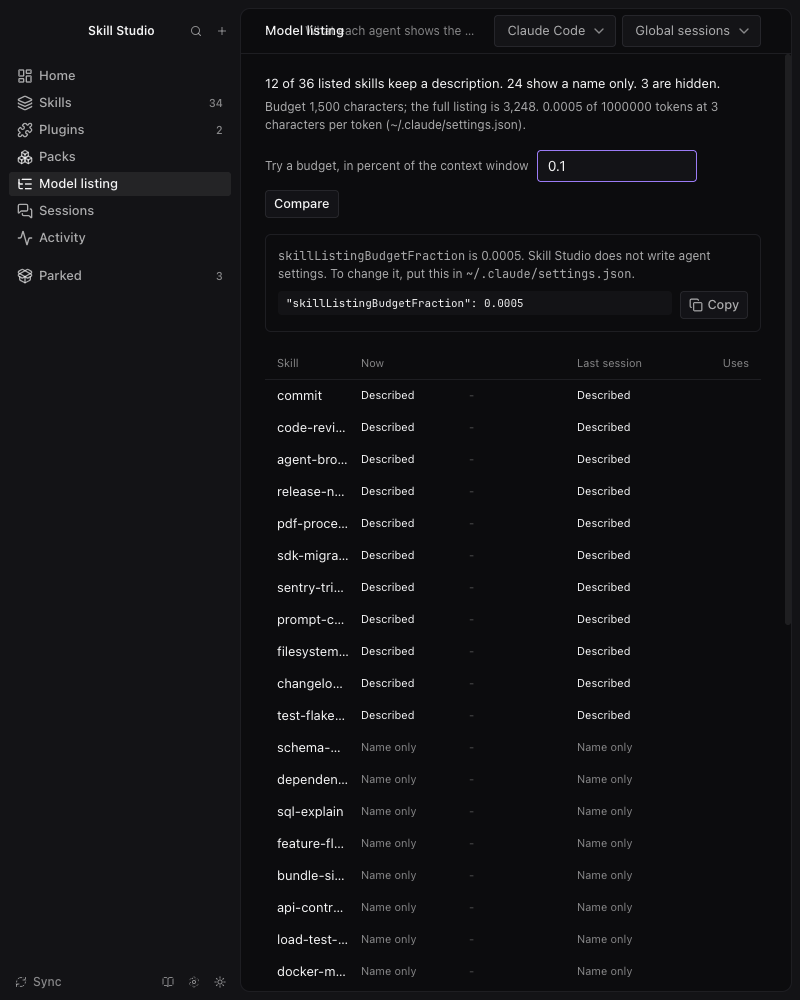 Skill Studio
Home
Skills 34
Plugins 2
Packs
Model listing
Sessions
Activity
Parked 3
Sync
Model listing
each agent shows the ...
Claude Code
Global sessions
12 of 36 listed skills keep a description. 24 show a name only. 3 are hidden.
Budget 1,500 characters; the full listing is 3,248. 0.0005 of 1000000 tokens at 3
characters per token (~/.claude/settings.json).
Try a budget, in percent of the context window 0.1
Compare
skillListingBudgetFraction is 0.0005. Skill Studio does not write agent
settings. To change it, put this in ~/.claude/settings.json.
"skillListingBudgetFraction": 0.0005
Copy
Skill Now Last session Uses
commit Described - Described
code-revi... Described - Described
agent-bro... Described - Described
release-n... Described - Described
pdf-proce... Described - Described
sdk-migra... Described - Described
sentry-tri... Described - Described
prompt-c... Described - Described
filesystem... Described - Described
changelo... Described - Described
test-flake... Described - Described
schema-... Name only - Name only
dependen... Name only - Name only
sql-explain Name only - Name only
feature-fl... Name only - Name only
bundle-si... Name only - Name only
api-contr... Name only - Name only
load-test-... Name only - Name only
docker-m... Name only - Name only